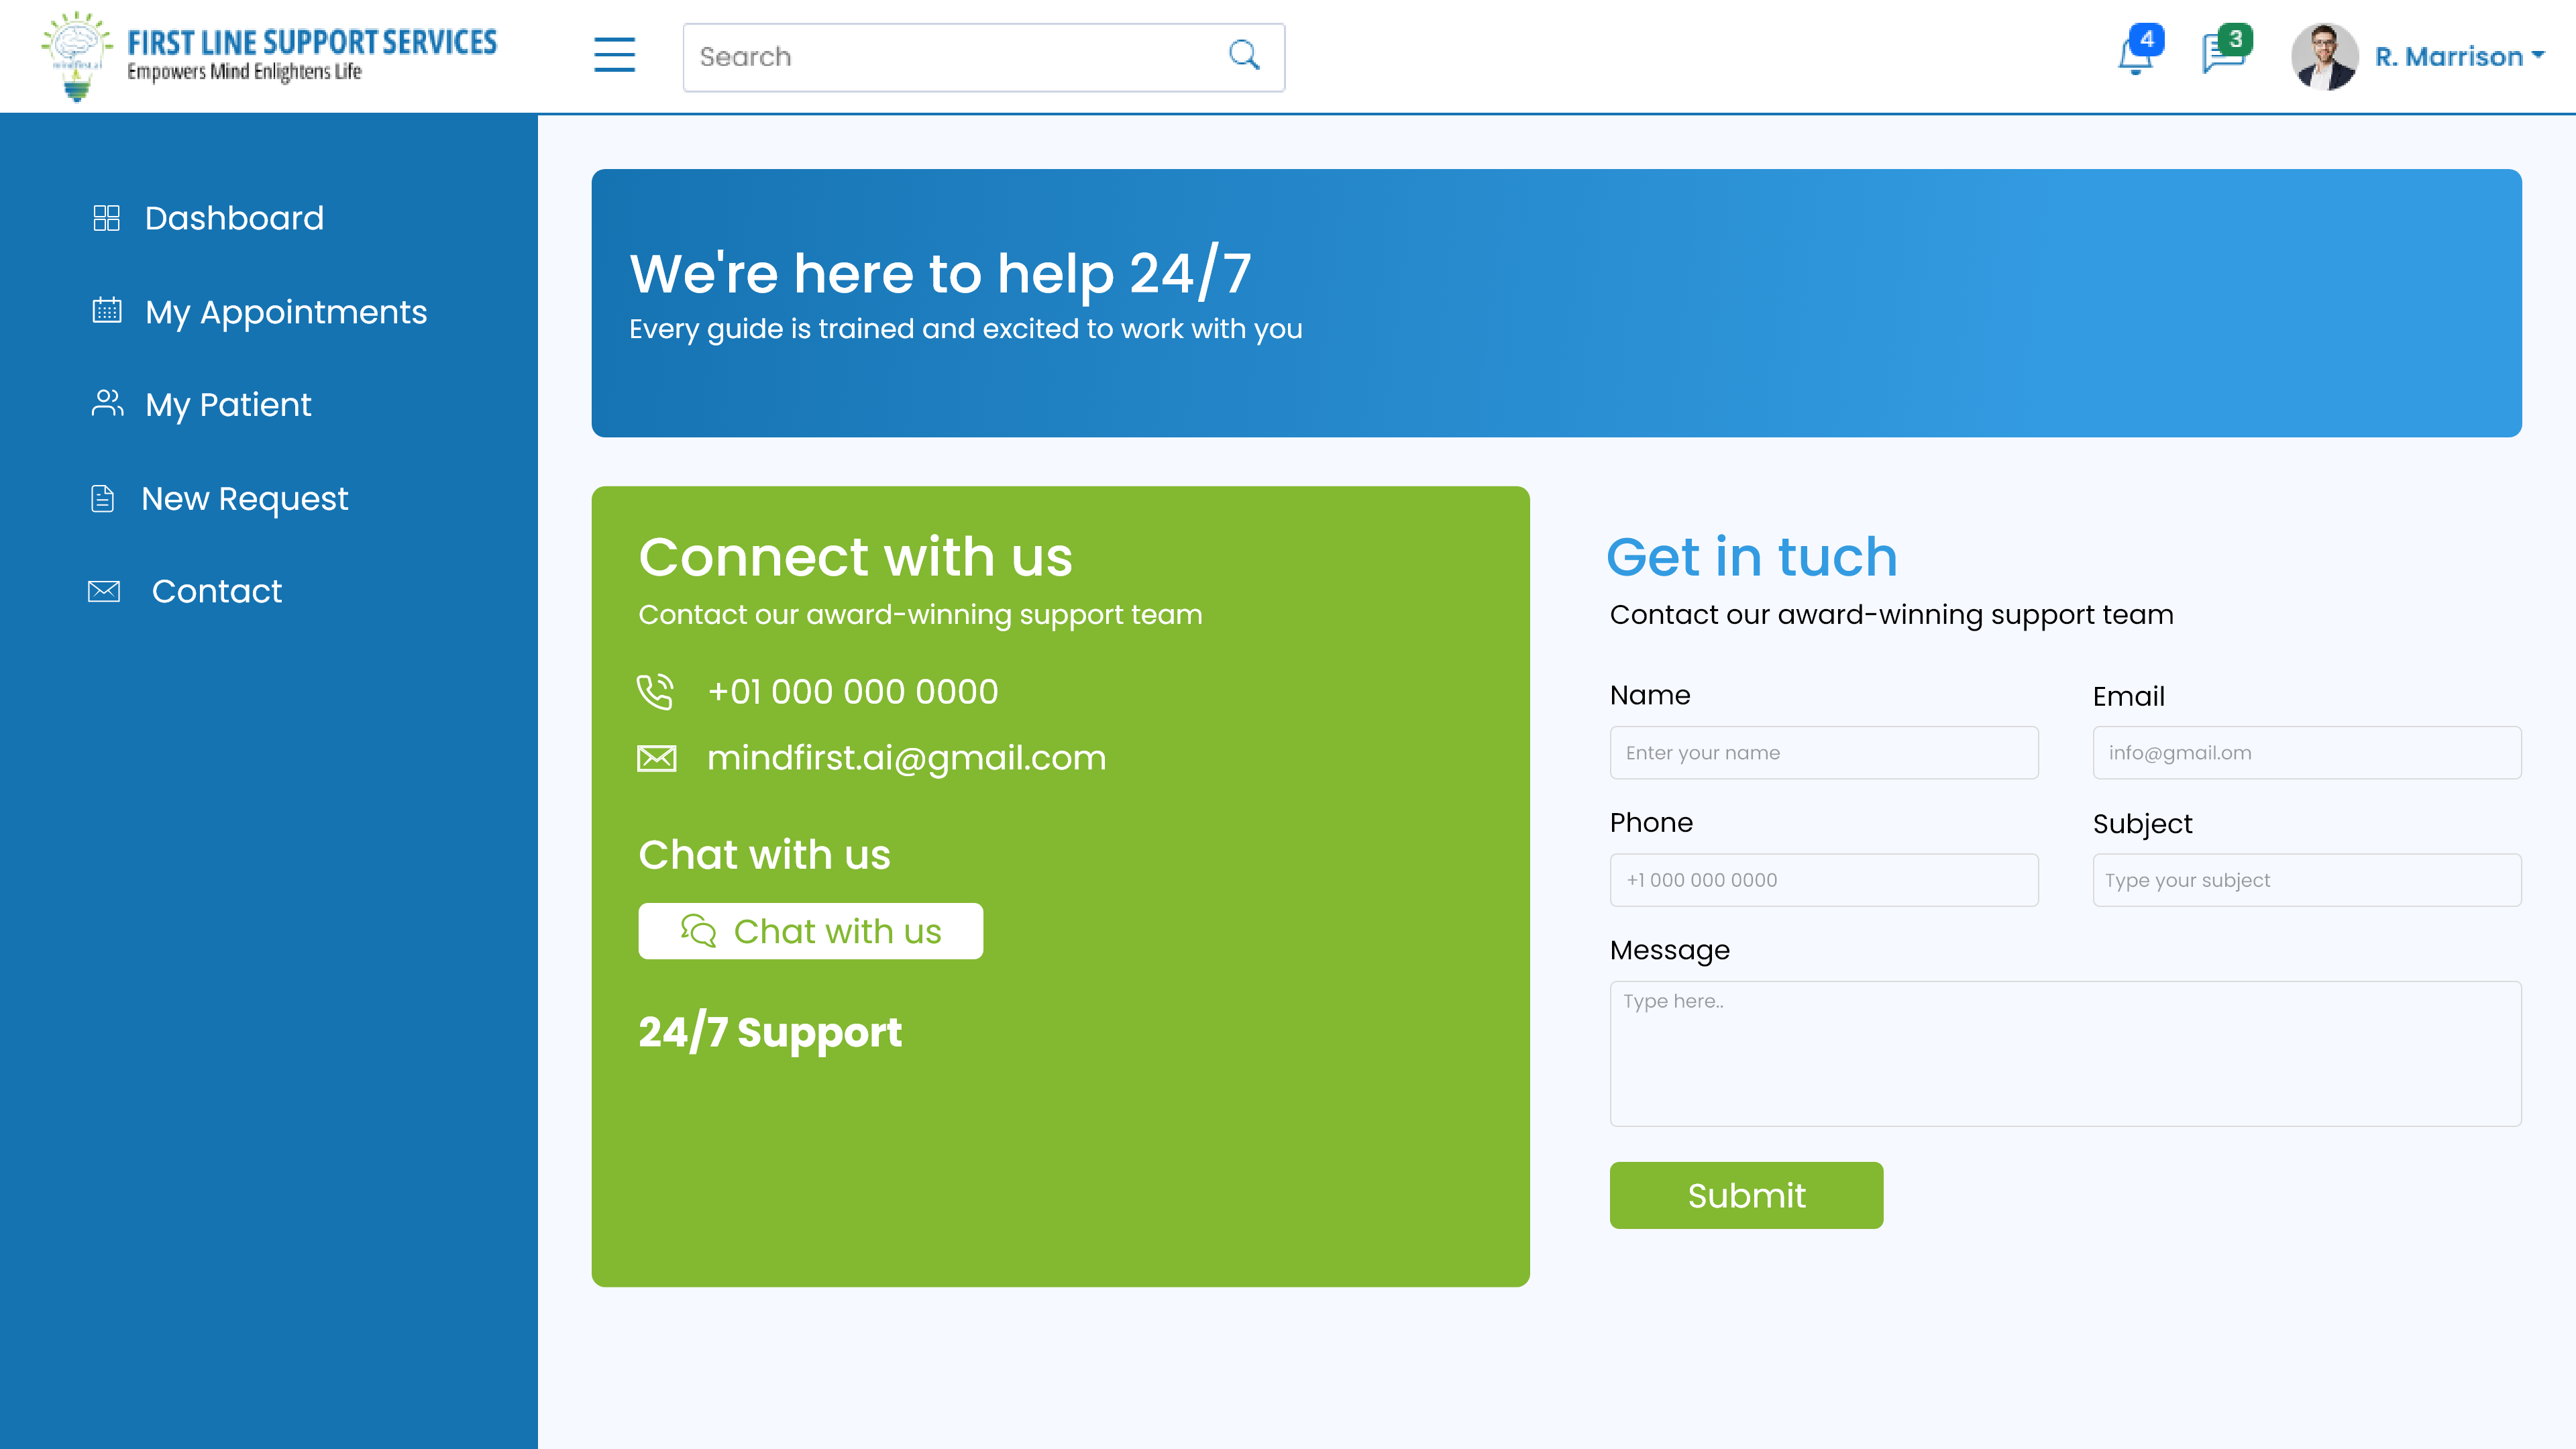 mindfirst.ai
FIRST LINE SUPPORT SERVICES
Empowers Mind Enlightens Life
Search
4
3
R. Marrison
Dashboard
My Appointments
My Patient
New Request
Contact
We're here to help 24/7
Every guide is trained and excited to work with you
Connect with us
Contact our award-winning support team
+01 000 000 0000
mindfirst.ai@gmail.com
Chat with us
Chat with us
24/7 Support
Get in tuch
Contact our award-winning support team
Name
Email
Enter your name
info@gmail.om
Phone
Subject
+1 000 000 0000
Type your subject
Message
Type here..
Submit